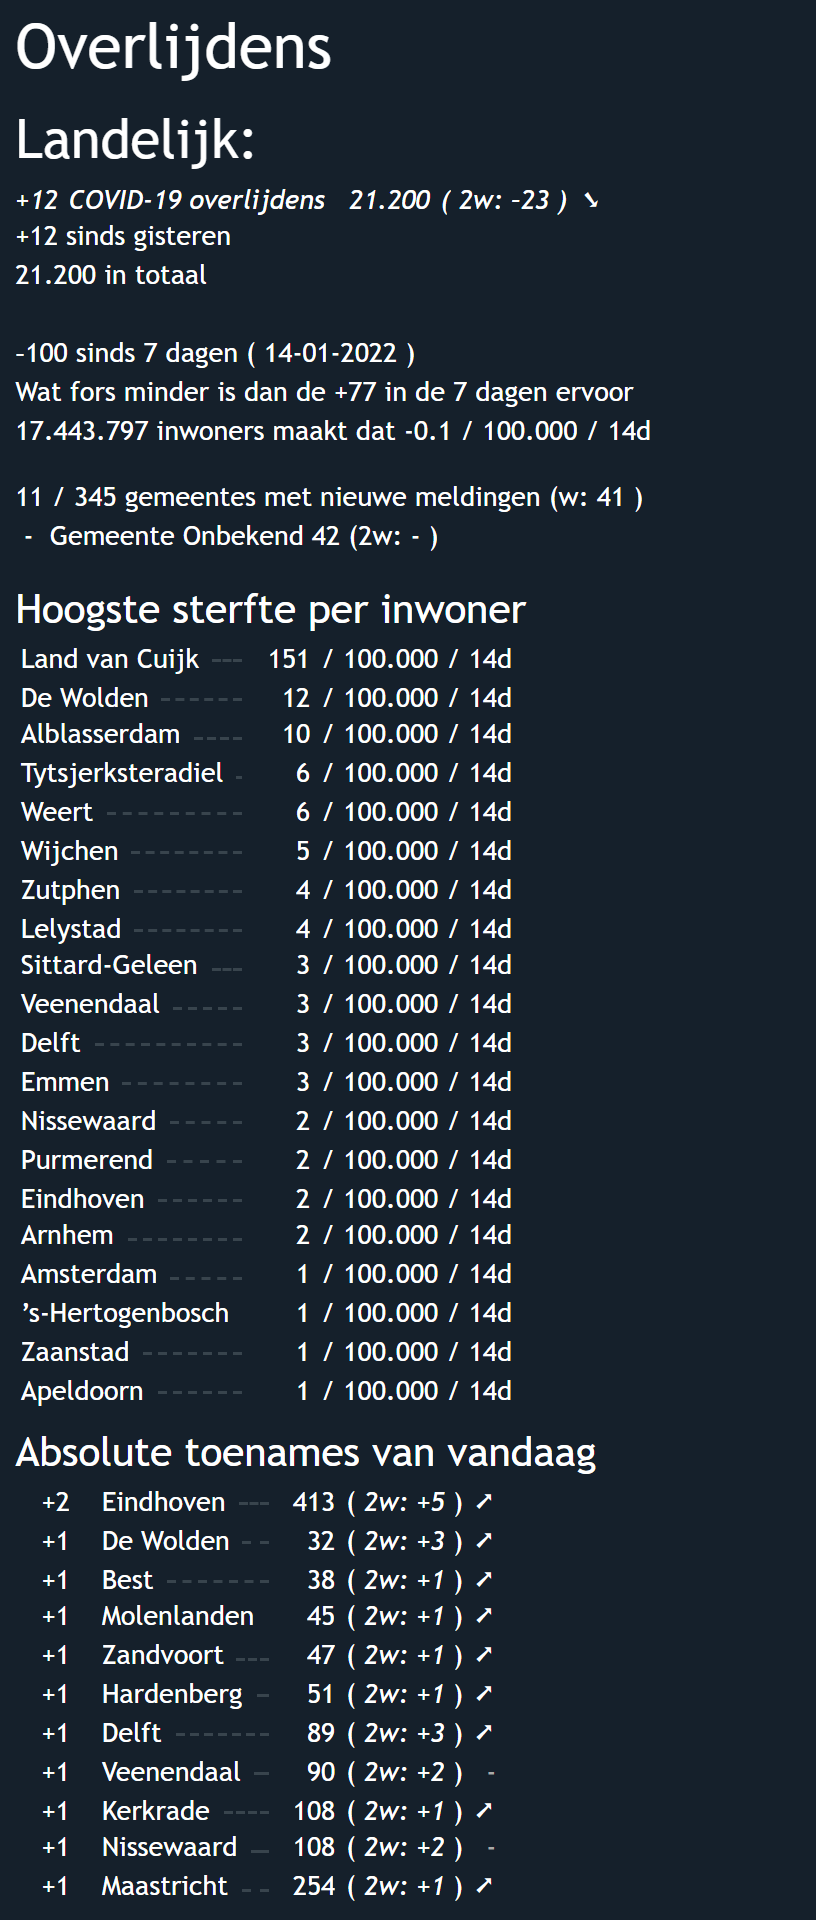 Overlijdens
Landelijk:
+12 COVID-19 overlijdens 21.200 ( 2w: -23 ) ➘
+12 sinds gisteren
21.200 in totaal
-100 sinds 7 dagen ( 14-01-2022 )
Wat fors minder is dan de +77 in de 7 dagen ervoor
17.443.797 inwoners maakt dat -0.1 / 100.000 / 14d
11 / 345 gemeentes met nieuwe meldingen (w: 41 )
- Gemeente Onbekend 42 (2w: - )
Hoogste sterfte per inwoner
Land van Cuijk --- 151 / 100.000 / 14d
De Wolden ------ 12 / 100.000 / 14d
Alblasserdam ---- 10 / 100.000 / 14d
Tytsjerksteradiel - 6 / 100.000 / 14d
Weert --------- 6 / 100.000 / 14d
Wijchen -------- 5 / 100.000 / 14d
Zutphen -------- 4 / 100.000 / 14d
Lelystad -------- 4 / 100.000 / 14d
Sittard-Geleen --- 3 / 100.000 / 14d
Veenendaal ----- 3 / 100.000 / 14d
Delft ---------- 3 / 100.000 / 14d
Emmen -------- 3 / 100.000 / 14d
Nissewaard ----- 2 / 100.000 / 14d
Purmerend ----- 2 / 100.000 / 14d
Eindhoven ------ 2 / 100.000 / 14d
Arnhem -------- 2 / 100.000 / 14d
Amsterdam ----- 1 / 100.000 / 14d
’s-Hertogenbosch 1 / 100.000 / 14d
Zaanstad ------- 1 / 100.000 / 14d
Apeldoorn ------ 1 / 100.000 / 14d
Absolute toenames van vandaag
+2 Eindhoven --- 413 ( 2w: +5 ) ➚
+1 De Wolden - - 32 ( 2w: +3 ) ➚
+1 Best ------- 38 ( 2w: +1 ) ➚
+1 Molenlanden 45 ( 2w: +1 ) ➚
+1 Zandvoort --- 47 ( 2w: +1 ) ➚
+1 Hardenberg - 51 ( 2w: +1 ) ➚
+1 Delft ------- 89 ( 2w: +3 ) ➚
+1 Veenendaal — 90 ( 2w: +2 ) -
+1 Kerkrade ---- 108 ( 2w: +1 ) ➚
+1 Nissewaard — 108 ( 2w: +2 ) -
+1 Maastricht - - 254 ( 2w: +1 ) ➚